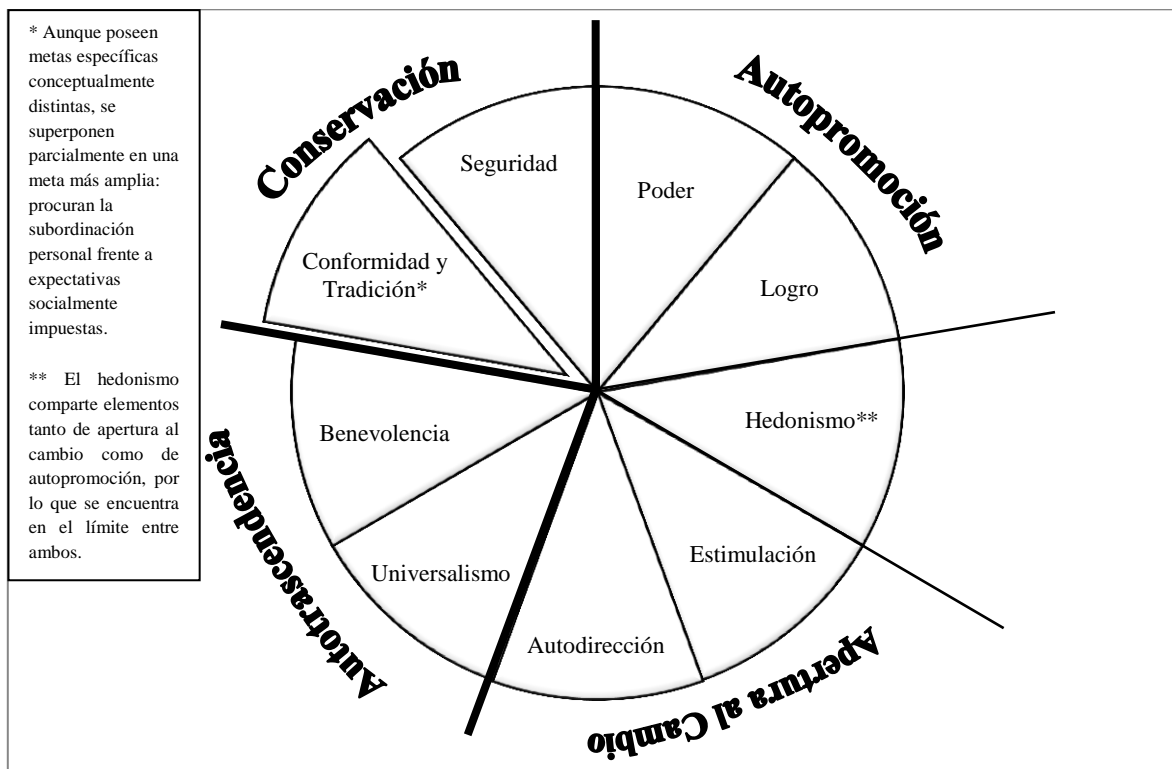 * Aunque poseen
metas específicas
conceptualmente
distintas, se
superponen
parcialmente en una
meta más amplia:
procuran la
subordinación
personal frente a
expectativas
socialmente
impuestas.
** El hedonismo
comparte elementos
tanto de apertura al
cambio como de
autopromoción, por
lo que se encuentra
en el límite entre
ambos.
Conservación
Autopromoción
Seguridad
Poder
Conformidad y
Tradición*
Logro
Benevolencia
Hedonismo**
Universalismo
Estimulación
Autodirección
Autotrascendencia
Apertura al Cambio